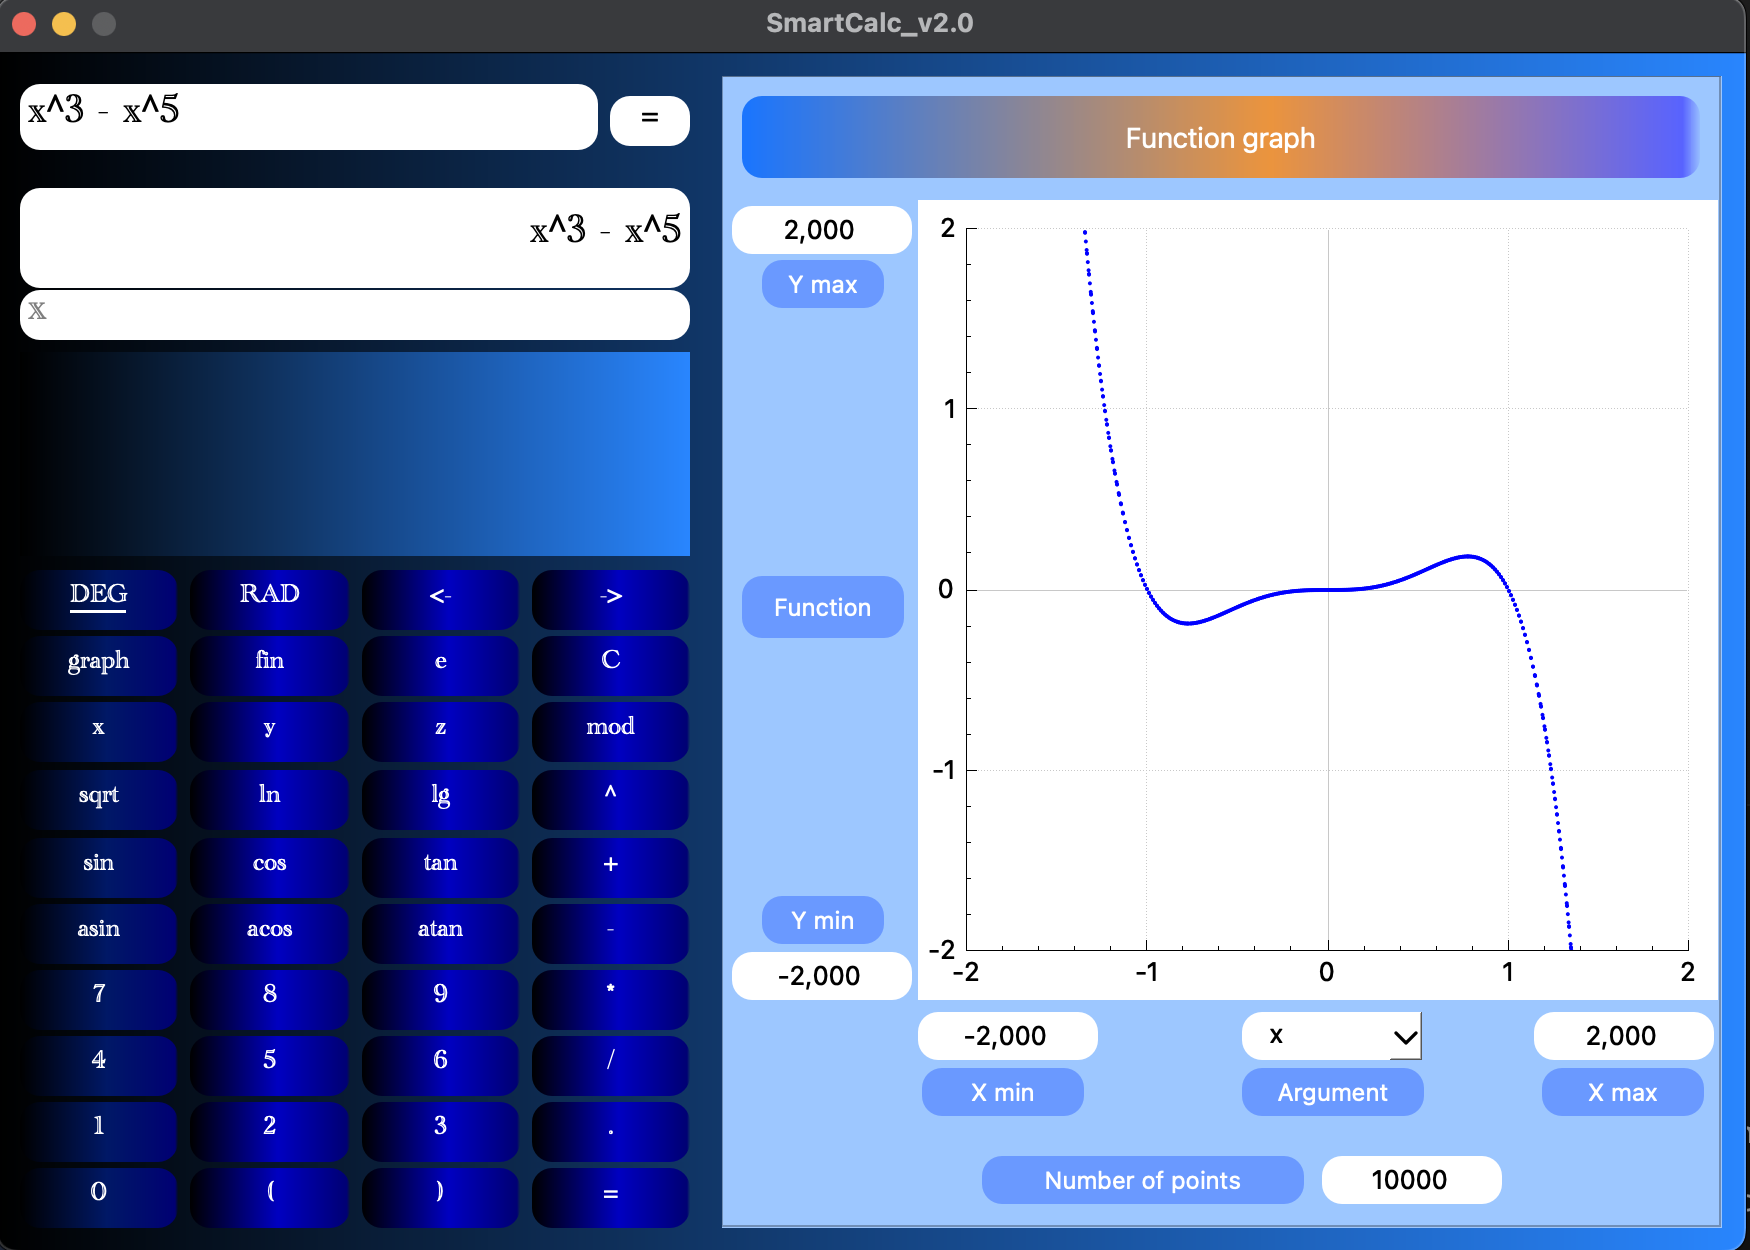 SmartCalc_v2.0
x^3 - x^5
=
x^3 - x^5
x
DEG RAD <- ->
graph fin e C
x y z mod
sqrt ln lg ^
sin cos tan +
asin acos atan -
7 8 9 *
4 5 6 /
1 2 3 .
0 ( ) =
Function graph
2,000
Y max
Function
Y min
-2,000
2
1
0
-1
-2
-2 -1 0 1 2
-2,000 x 2,000
X min Argument X max
Number of points 10000